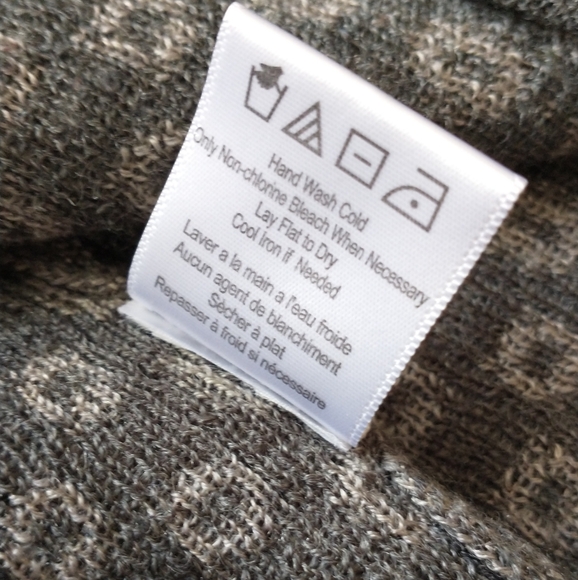 Hand Wash Cold
Only Non-chlorine Bleach When Necessary
Lay Flat to Dry
Cool Iron if Needed
Laver a la main a l'eau froide
Aucun agent de blanchiment
Sècher à plat
Repasser à froid si nécessaire